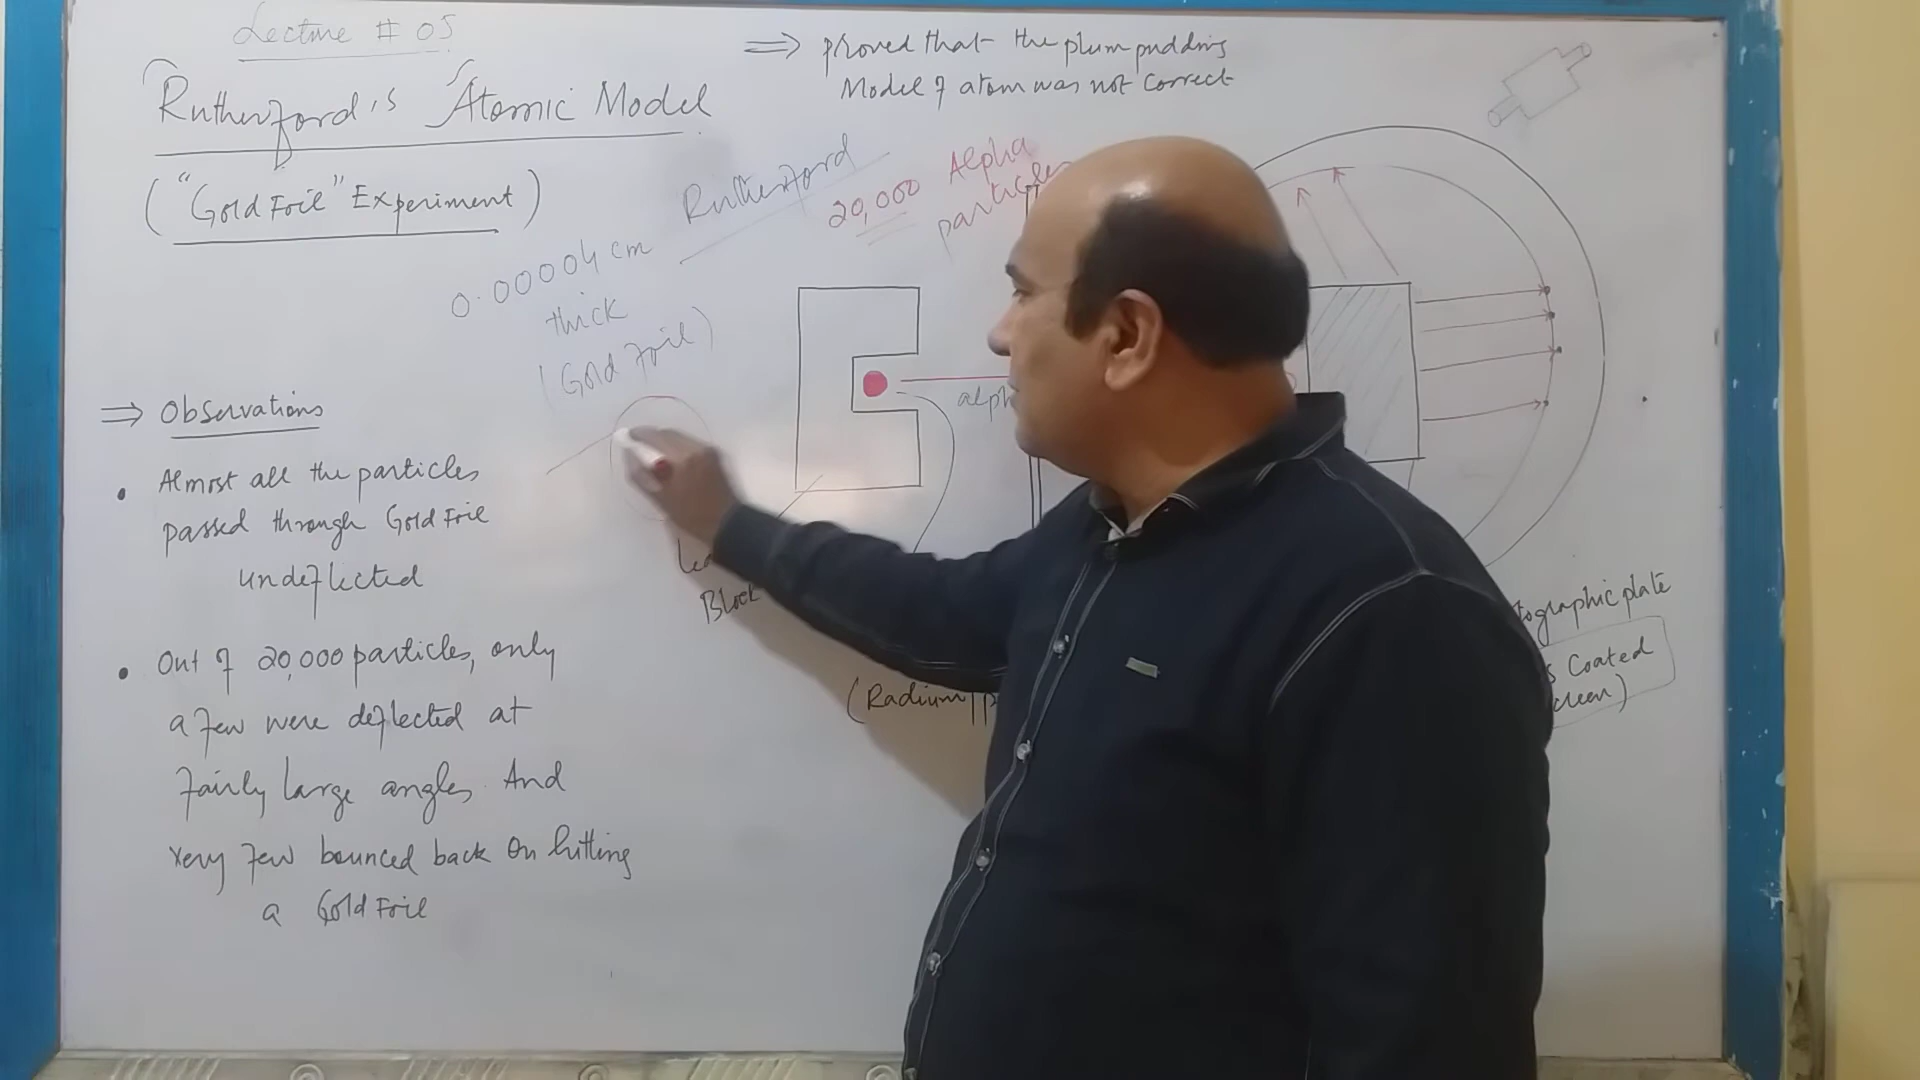 Lecture # 05
Rutherford's Atomic Model
("Gold Foil" Experiment)
⇒ proved that the plum pudding
Model of atom was not correct
Rutherford
20,000 Alpha
particles
0.00004 cm
thick
(Gold Foil)
⇒ Observations
• Almost all the particles
passed through Gold Foil
undeflected
• Out of 20,000 particles, only
a few were deflected at
fairly large angles. And
very few bounced back on hitting
a Gold Foil
Block
(Radium
plate
Coated